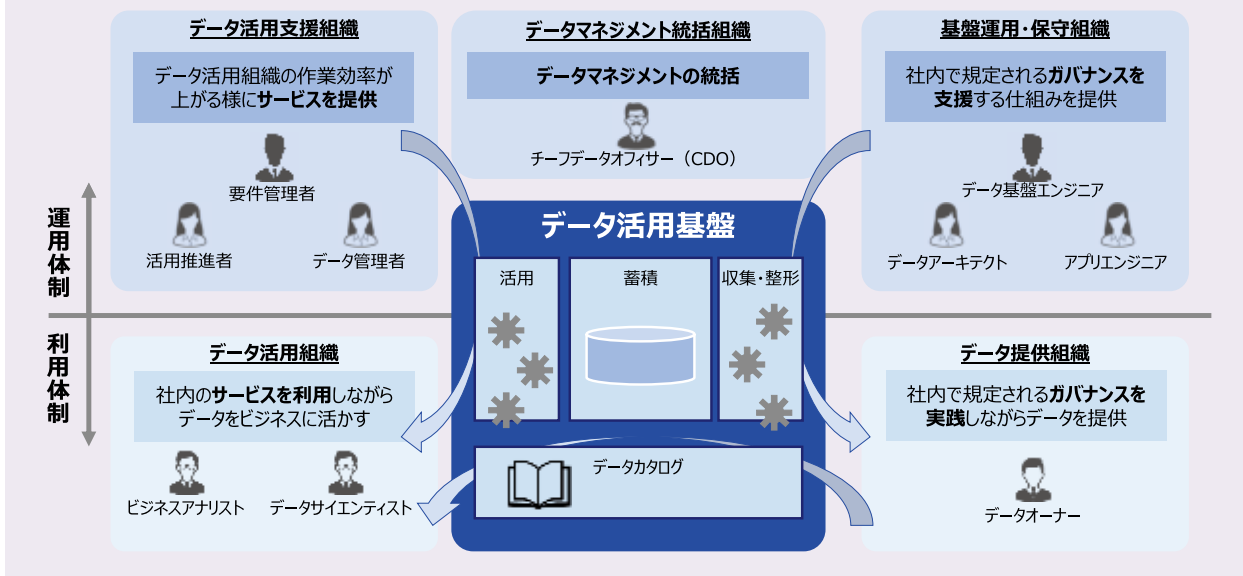 データ活用支援組織
データ活用組織の作業効率が
上がる様にサービスを提供
要件管理者
活用推進者
データ管理者
データマネジメント統括組織
データマネジメントの統括
チーフデータオフィサー（CDO）
基盤運用・保守組織
社内で規定されるガバナンスを
支援する仕組みを提供
データ基盤エンジニア
データアーキテクト
アプリエンジニア
運用体制
利用体制
データ活用基盤
活用
蓄積
収集・整形
データカタログ
データ活用組織
社内のサービスを利用しながら
データをビジネスに活かす
ビジネスアナリスト
データサイエンティスト
データ提供組織
社内で規定されるガバナンスを
実践しながらデータを提供
データオーナー